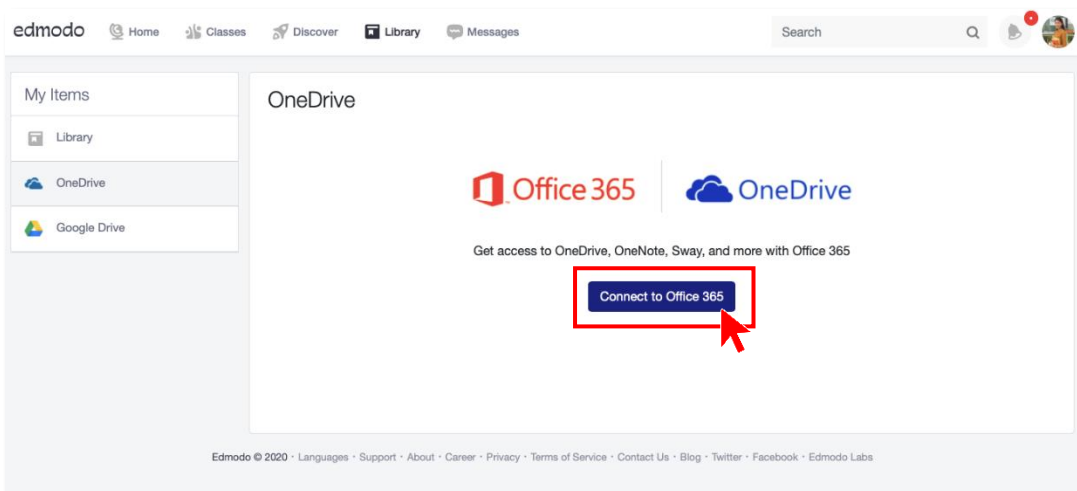 edmodo Home Classes Discover Library Messages Search
My Items
Library
OneDrive
Google Drive
OneDrive
Office 365 OneDrive
Get access to OneDrive, OneNote, Sway, and more with Office 365
Connect to Office 365
Edmodo © 2020 · Languages · Support · About · Career · Privacy · Terms of Service · Contact Us · Blog · Twitter · Facebook · Edmodo Labs